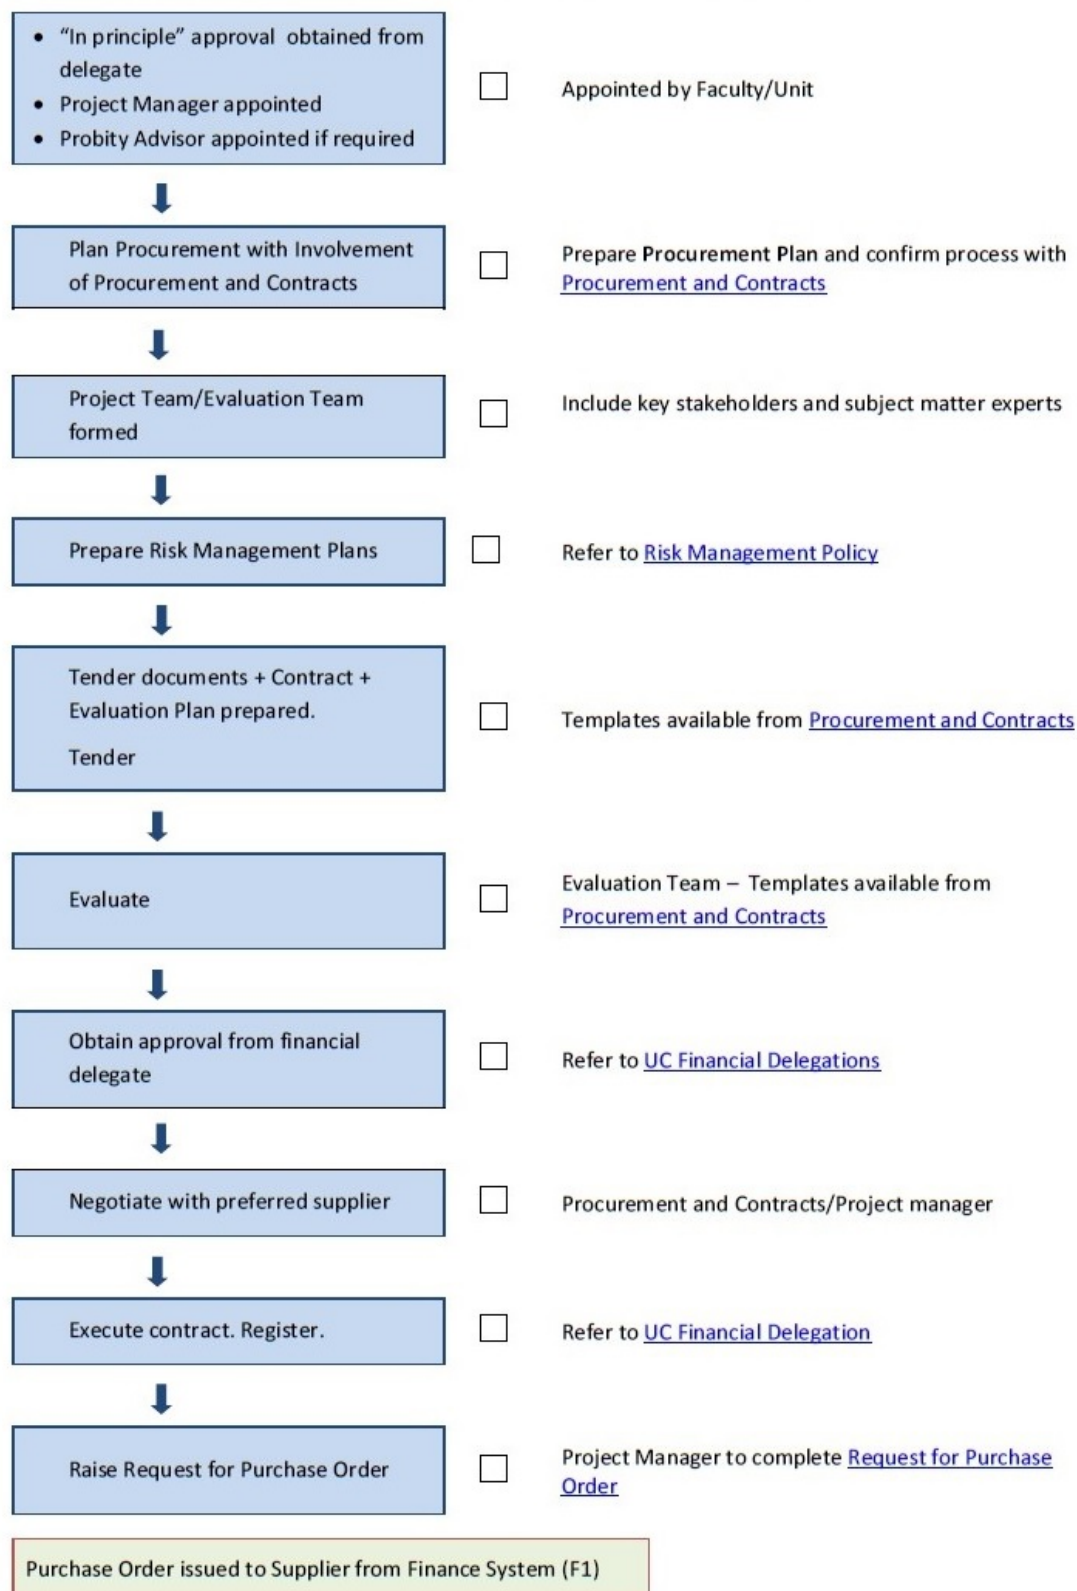 • “In principle” approval obtained from
delegate
• Project Manager appointed
• Probity Advisor appointed if required
Appointed by Faculty/Unit
Plan Procurement with Involvement
of Procurement and Contracts
Prepare Procurement Plan and confirm process with
Procurement and Contracts
Project Team/Evaluation Team
formed
Include key stakeholders and subject matter experts
Prepare Risk Management Plans
Refer to Risk Management Policy
Tender documents + Contract +
Evaluation Plan prepared.
Tender
Templates available from Procurement and Contracts
Evaluate
Evaluation Team – Templates available from
Procurement and Contracts
Obtain approval from financial
delegate
Refer to UC Financial Delegations
Negotiate with preferred supplier
Procurement and Contracts/Project manager
Execute contract. Register.
Refer to UC Financial Delegation
Raise Request for Purchase Order
Project Manager to complete Request for Purchase
Order
Purchase Order issued to Supplier from Finance System (F1)